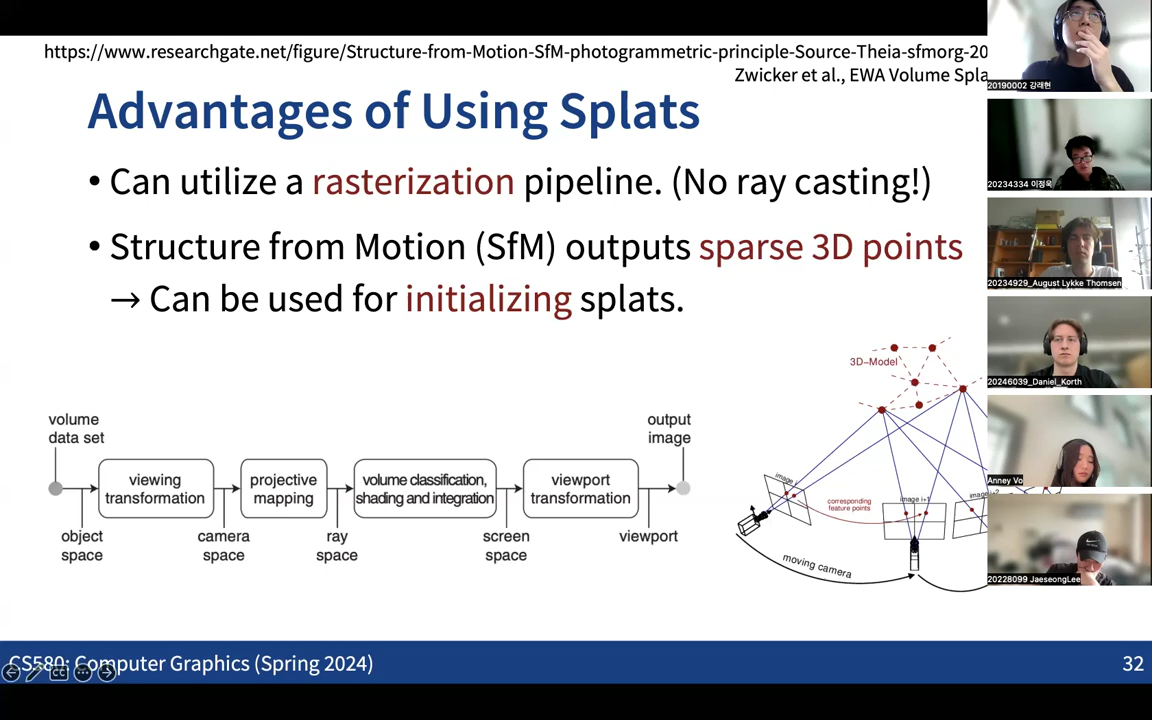 https://www.researchgate.net/figure/Structure-from-Motion-SfM-photogrammetric-principle-Source-Theia-sfmorg-20
Zwicker et al., EWA Volume Spla
Advantages of Using Splats
• Can utilize a rasterization pipeline. (No ray casting!)
• Structure from Motion (SfM) outputs sparse 3D points
→ Can be used for initializing splats.
volume
data set
viewing
transformation
projective
mapping
volume classification,
shading and integration
viewport
transformation
output
image
object
space
camera
space
ray
space
screen
space
viewport
3D-Model
image i
corresponding
feature points
image i+1
image i+2
moving camera
CS580: Computer Graphics (Spring 2024)
32
20190002 강래현
20234334 이정욱
20234929_August Lykke Thomsen
20246039_Daniel_Korth
Anney Vo
20228099 JaeseongLee